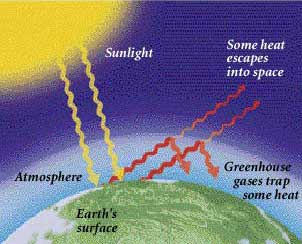 Sunlight
Some heat
escapes
into space
Atmosphere
Greenhouse
gases trap
some heat
Earth's
surface